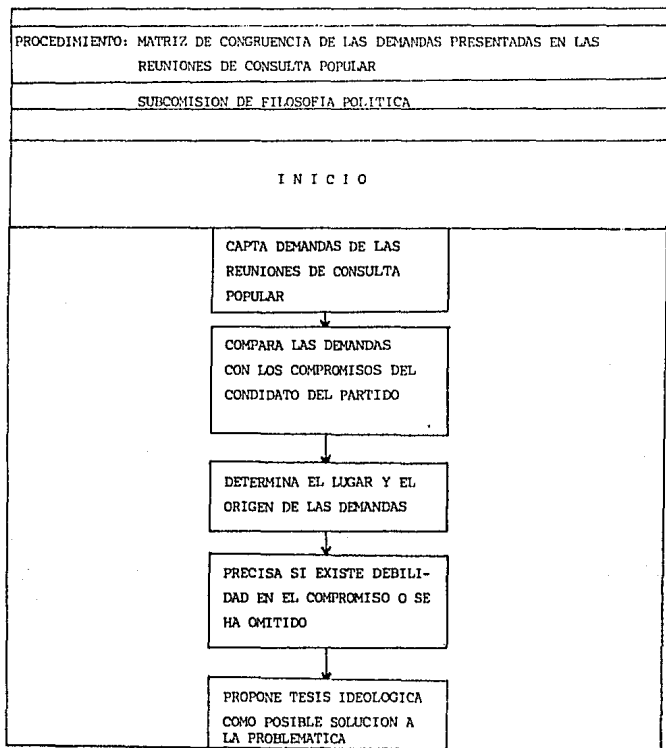 PROCEDIMIENTO: MATRIZ DE CONGRUENCIA DE LAS DEMANDAS PRESENTADAS EN LAS
REUNIONES DE CONSULTA POPULAR
SUBCOMISION DE FILOSOFIA POLITICA
I N I C I O
CAPTA DEMANDAS DE LAS
REUNIONES DE CONSULTA
POPULAR
COMPARA LAS DEMANDAS
CON LOS COMPROMISOS DEL
CONDIDATO DEL PARTIDO
DETERMINA EL LUGAR Y EL
ORIGEN DE LAS DEMANDAS
PRECISA SI EXISTE DEBILI-
DAD EN EL COMPROMISO O SE
HA OMITIDO
PROPONE TESIS IDEOLOGICA
COMO POSIBLE SOLUCION A
LA PROBLEMATICA